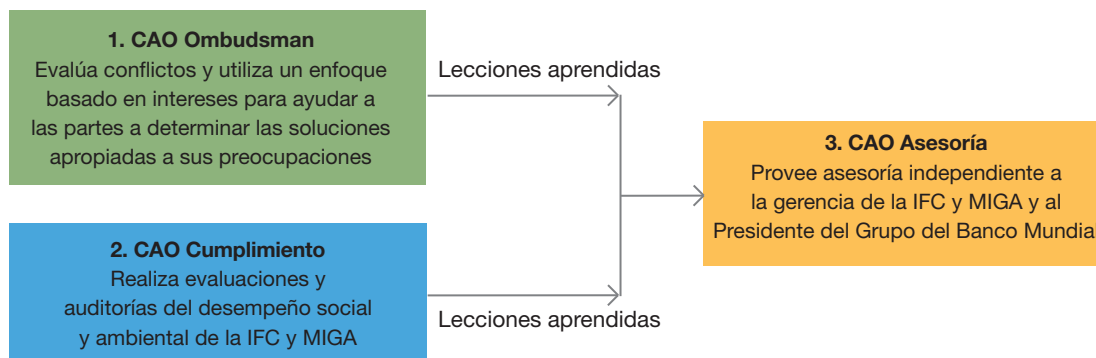 1. CAO Ombudsman
Evalúa conflictos y utiliza un enfoque
basado en intereses para ayudar a
las partes a determinar las soluciones
apropiadas a sus preocupaciones
Lecciones aprendidas
3. CAO Asesoría
Provee asesoría independiente a
la gerencia de la IFC y MIGA y al
Presidente del Grupo del Banco Mundial
2. CAO Cumplimiento
Realiza evaluaciones y
auditorías del desempeño social
y ambiental de la IFC y MIGA
Lecciones aprendidas